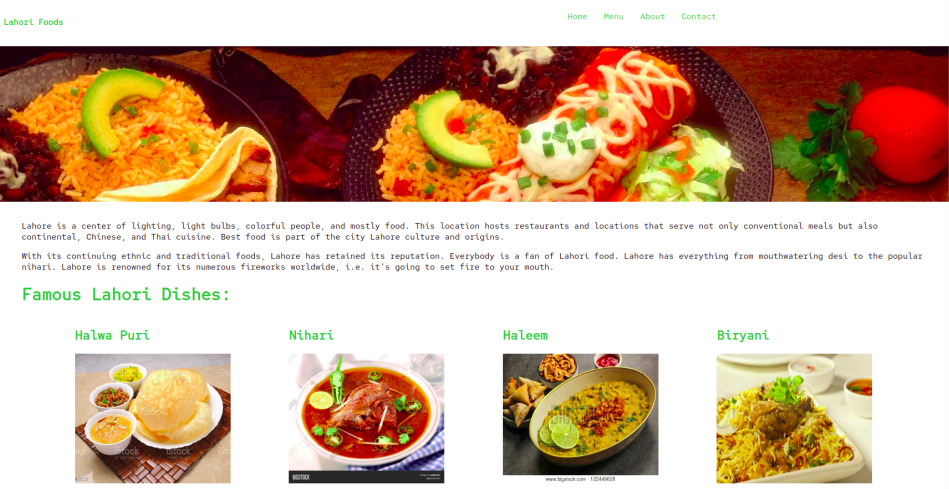 Lahori Foods
Home Menu About Contact
Lahore is a center of lighting, light bulbs, colorful people, and mostly food. This location hosts restaurants and locations that serve not only conventional meals but also
continental, Chinese, and Thai cuisine. Best food is part of the city Lahore culture and origins.
With its continuing ethnic and traditional foods, Lahore has retained its reputation. Everybody is a fan of Lahori food. Lahore has everything from mouthwatering desi to the popular
nihari. Lahore is renowned for its numerous fireworks worldwide, i.e. it’s going to set fire to your mouth.
Famous Lahori Dishes:
Halwa Puri
Nihari
Haleem
Biryani
iStock
iStock
BIGSTOCK
BIGSTOCK
www.bigstock.com · 122449628